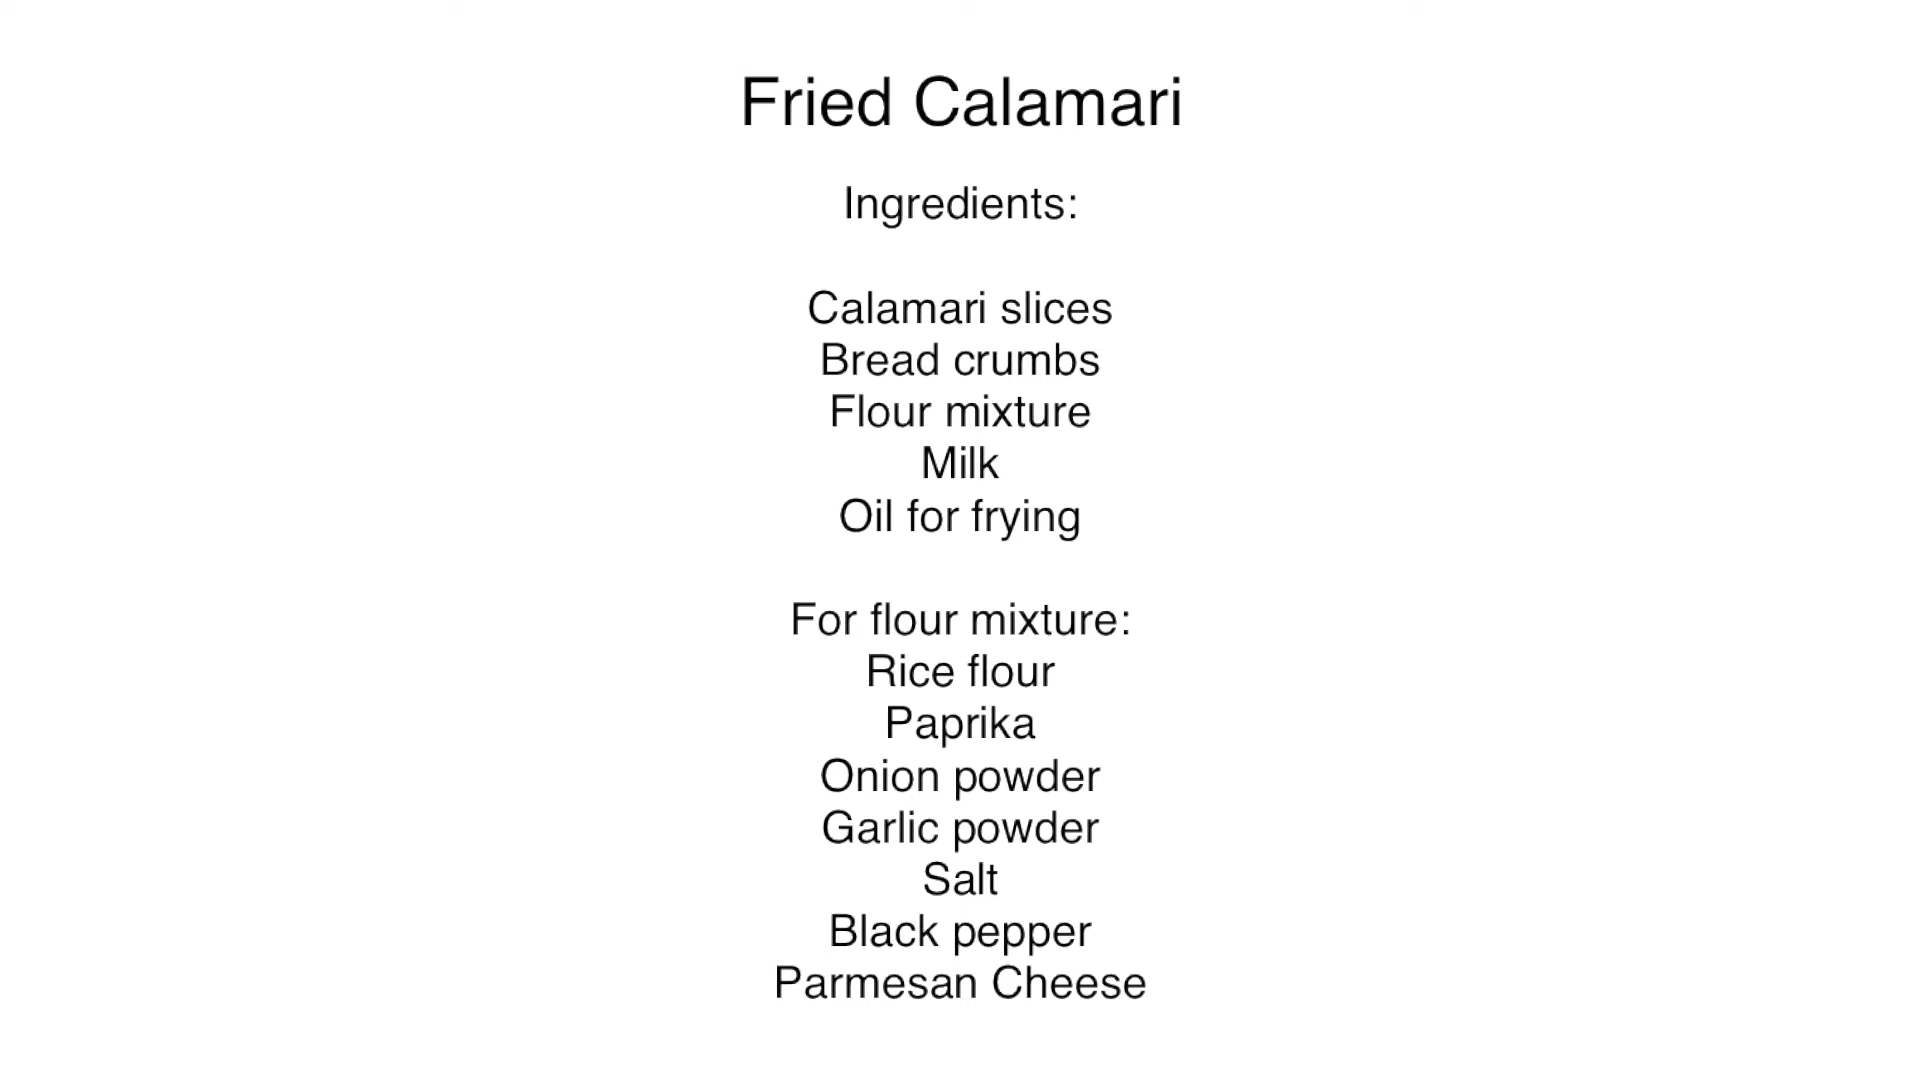 Fried Calamari
Ingredients:
Calamari slices
Bread crumbs
Flour mixture
Milk
Oil for frying
For flour mixture:
Rice flour
Paprika
Onion powder
Garlic powder
Salt
Black pepper
Parmesan Cheese